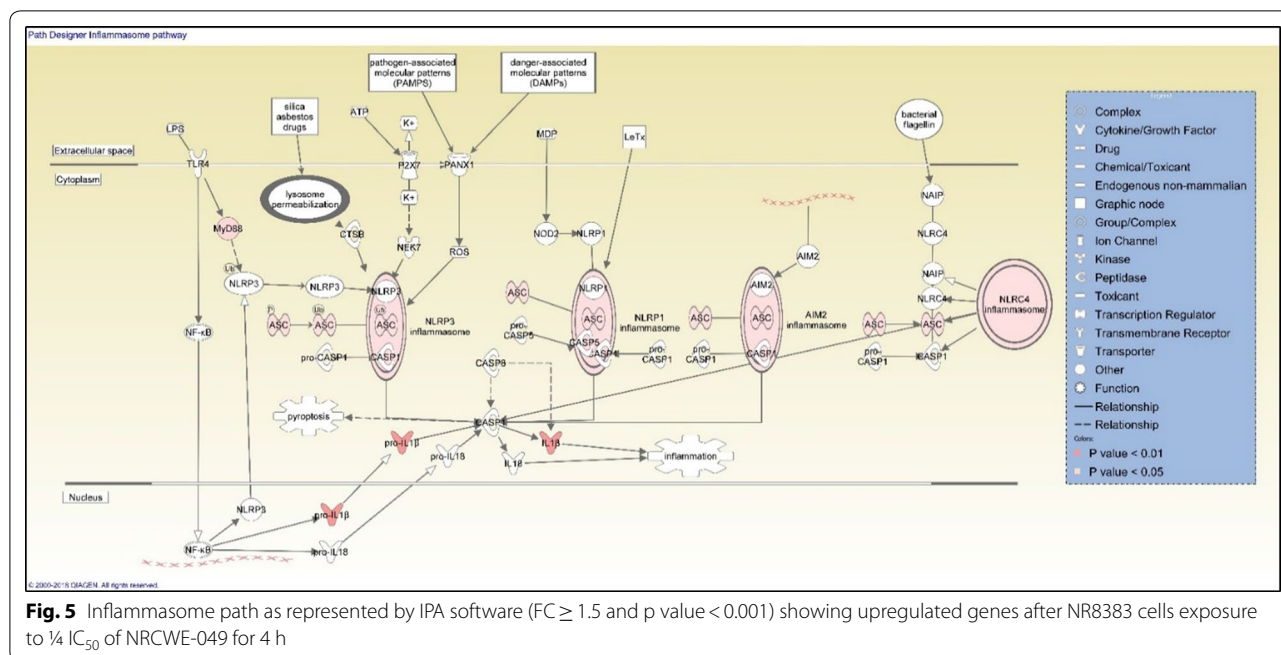 Path Designer Inflammasome pathway
pathogen-associated
molecular patterns
(PAMPS)
danger-associated
molecular patterns
(DAMPs)
silica
asbestos
drugs
ATP
K+
LPS
MDP
LeTx
bacterial
flagellin
Extracellular space
TLR4
P2X7
PANX1
Cytoplasm
lysosome
permeabilization
K+
NAIP
MyD88
CTSB
NEK7
ROS
NOD2
NLRP1
AIM2
NLRC4
Ub
NLRP3
NLRP3
NLRP3
NLRP1
AIM2
NAIP
NLRC4
NLRC4
inflammasome
ASC
Ub
ASC
Ub
ASC
NLRP3
inflammasome
ASC
ASC
NLRP1
inflammasome
ASC
ASC
AIM2
inflammasome
ASC
ASC
NF-κB
pro-CASP1
CASP1
pro-
CASP5
CASP5
CASP1
pro-
CASP1
pro-
CASP1
CASP1
pro-
CASP1
CASP1
CASP8
pyroptosis
CASP1
pro-IL1β
pro-IL18
IL1β
IL18
inflammation
Nucleus
NLRP3
pro-IL1β
NF-κB
pro-IL18
Legend
Complex
Cytokine/Growth Factor
Drug
Chemical/Toxicant
Endogenous non-mammalian
Graphic node
Group/Complex
Ion Channel
Kinase
Peptidase
Toxicant
Transcription Regulator
Transmembrane Receptor
Transporter
Other
Function
Relationship
Relationship
Colors:
P value < 0.01
P value < 0.05
© 2000-2018 QIAGEN. All rights reserved.
Fig. 5 Inflammasome path as represented by IPA software (FC ≥ 1.5 and p value < 0.001) showing upregulated genes after NR8383 cells exposure
to ¼ IC50 of NRCWE-049 for 4 h